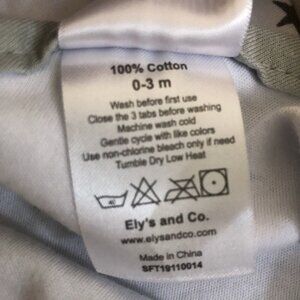 100% Cotton
0-3 m
Wash before first use
Close the 3 tabs before washing
Machine wash cold
Gentle cycle with like colors
Use non-chlorine bleach only if need
Tumble Dry Low Heat
Ely's and Co.
www.elysandco.com
Made in China
SFT19110014